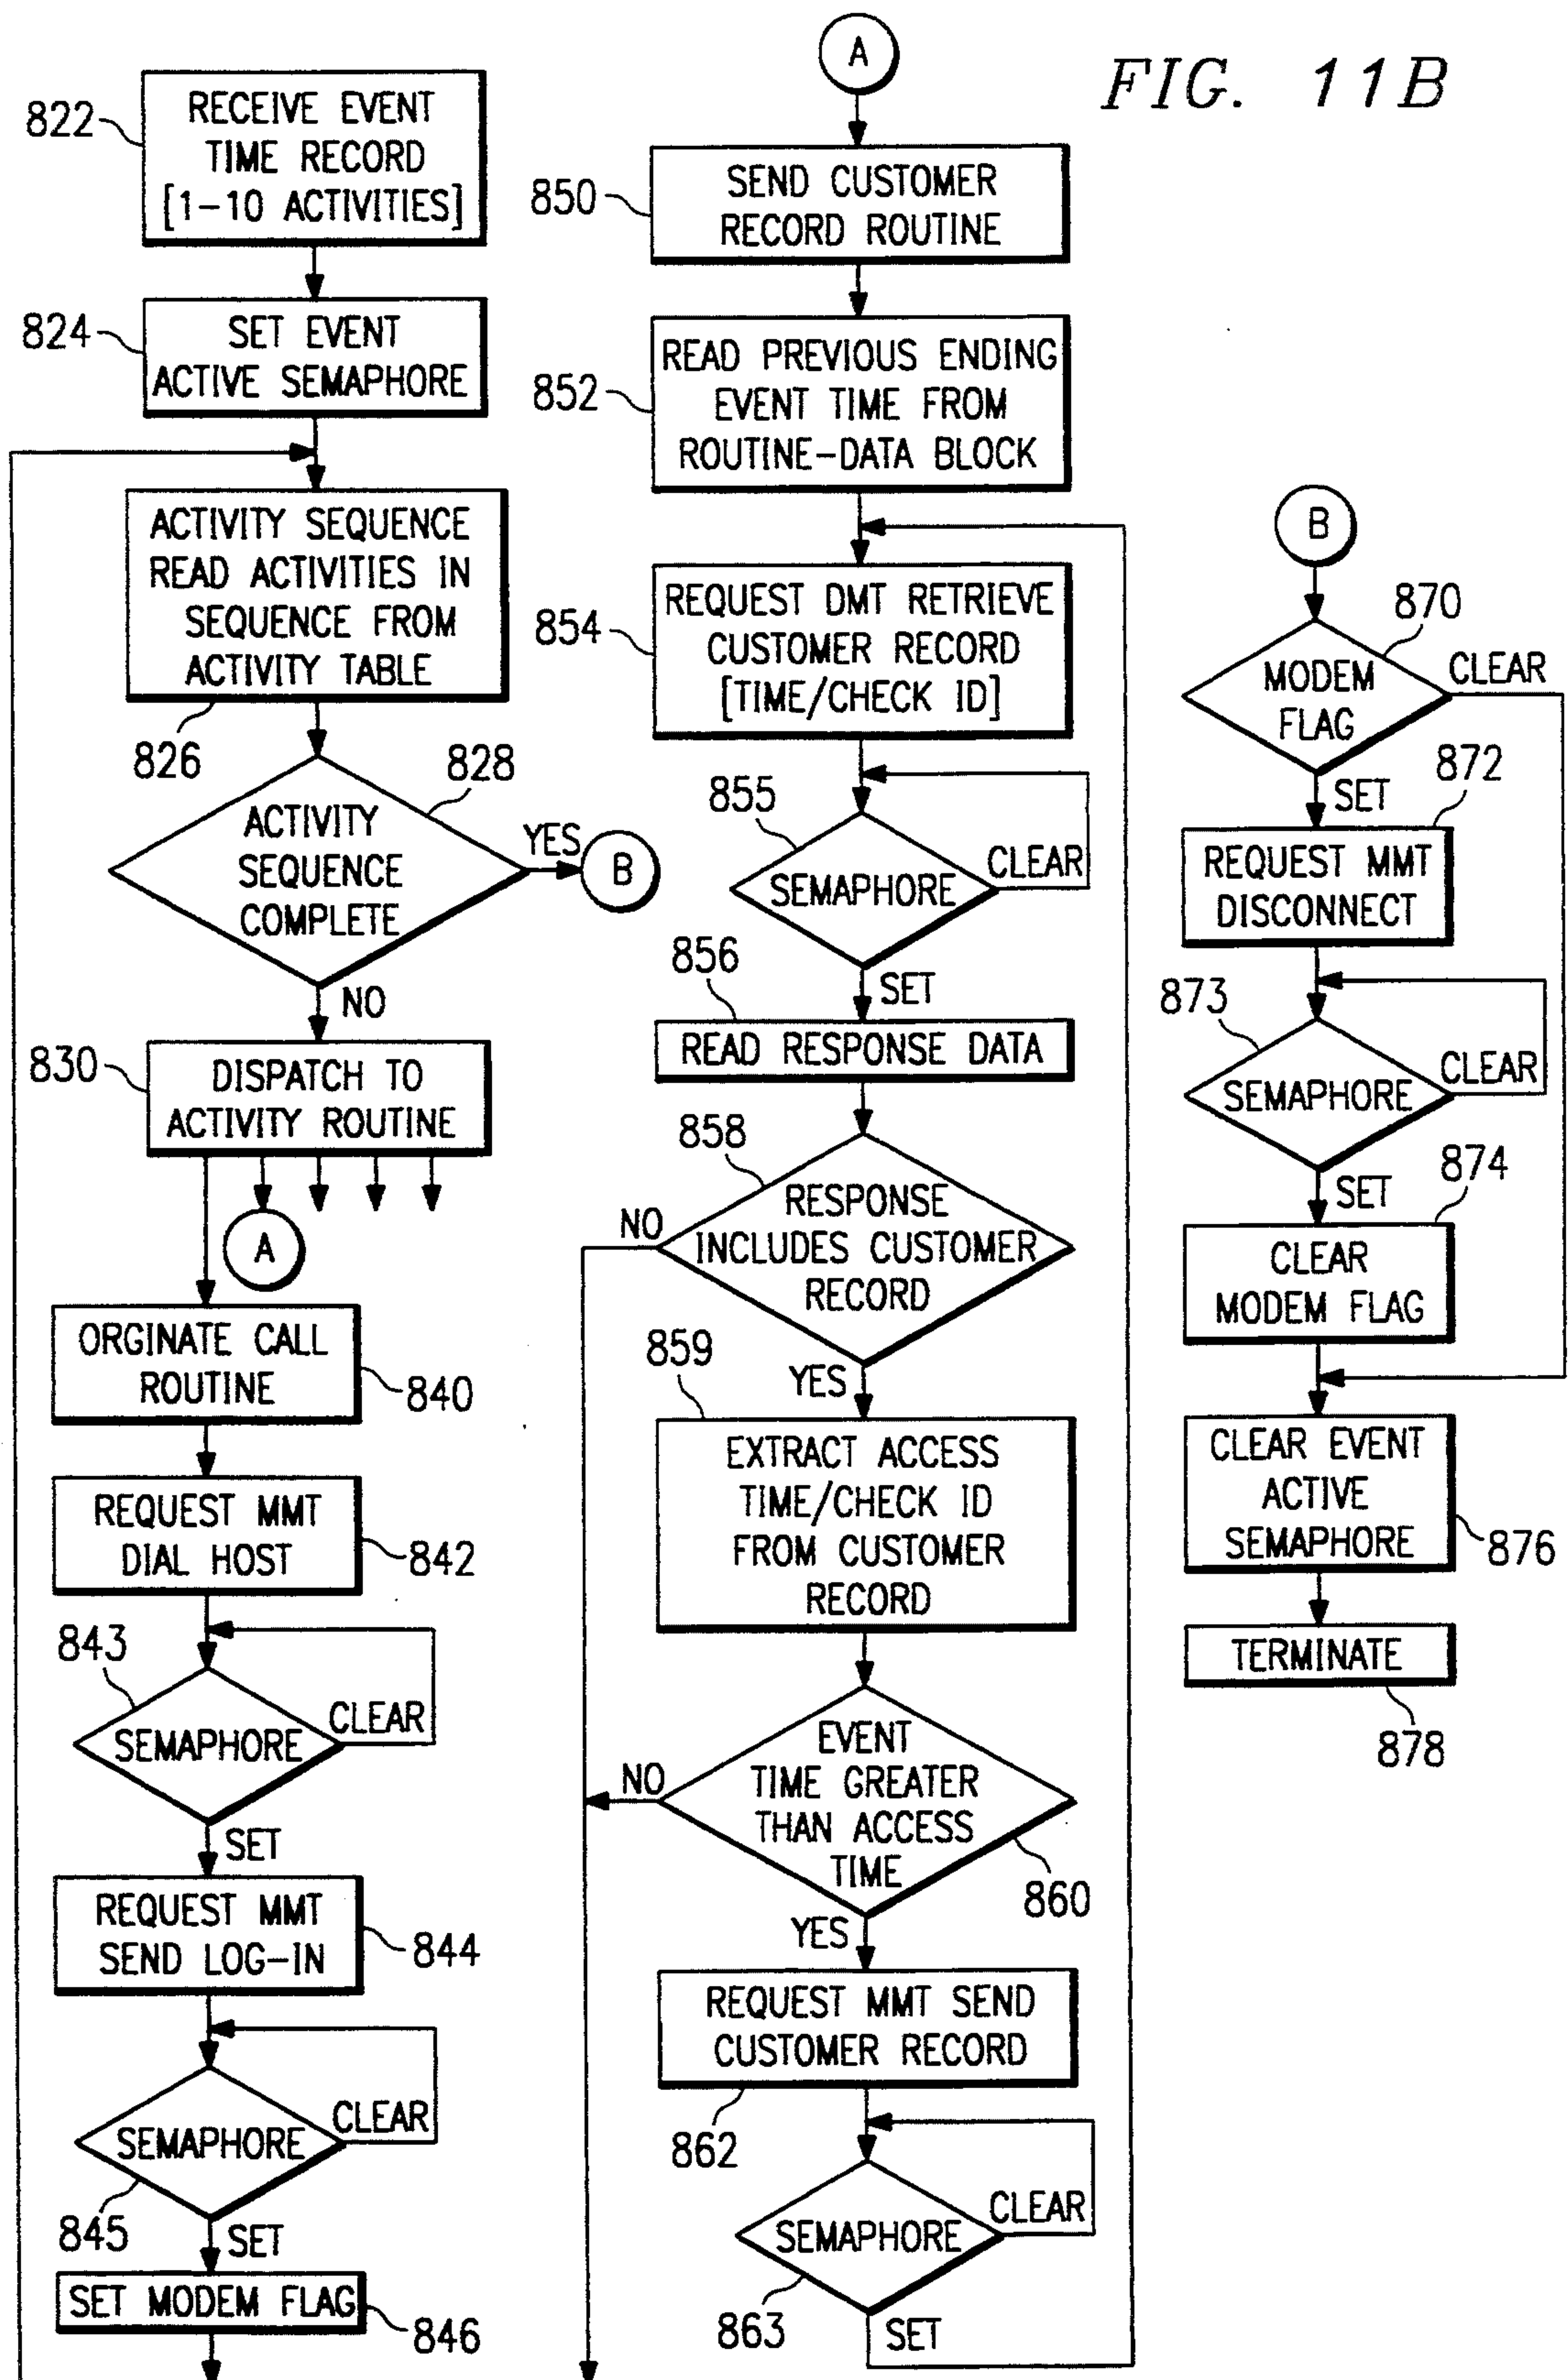 FIG. 11B
822
RECEIVE EVENT
TIME RECORD
[1-10 ACTIVITIES]
824
SET EVENT
ACTIVE SEMAPHORE
ACTIVITY SEQUENCE
READ ACTIVITIES IN
SEQUENCE FROM
ACTIVITY TABLE
826
828
ACTIVITY
SEQUENCE
COMPLETE
YES
B
NO
830
DISPATCH TO
ACTIVITY ROUTINE
A
ORGINATE CALL
ROUTINE
840
REQUEST MMT
DIAL HOST
842
843
SEMAPHORE
CLEAR
SET
REQUEST MMT
SEND LOG-IN
844
SEMAPHORE
CLEAR
845
SET
SET MODEM FLAG
846
A
850
SEND CUSTOMER
RECORD ROUTINE
852
READ PREVIOUS ENDING
EVENT TIME FROM
ROUTINE-DATA BLOCK
854
REQUEST DMT RETRIEVE
CUSTOMER RECORD
[TIME/CHECK ID]
855
SEMAPHORE
CLEAR
856
SET
READ RESPONSE DATA
858
RESPONSE
INCLUDES CUSTOMER
RECORD
NO
859
YES
EXTRACT ACCESS
TIME/CHECK ID
FROM CUSTOMER
RECORD
EVENT
TIME GREATER
THAN ACCESS
TIME
NO
860
YES
REQUEST MMT SEND
CUSTOMER RECORD
862
SEMAPHORE
CLEAR
863
SET
B
870
MODEM
FLAG
CLEAR
SET
872
REQUEST MMT
DISCONNECT
873
SEMAPHORE
CLEAR
SET
874
CLEAR
MODEM FLAG
CLEAR EVENT
ACTIVE
SEMAPHORE
876
TERMINATE
878